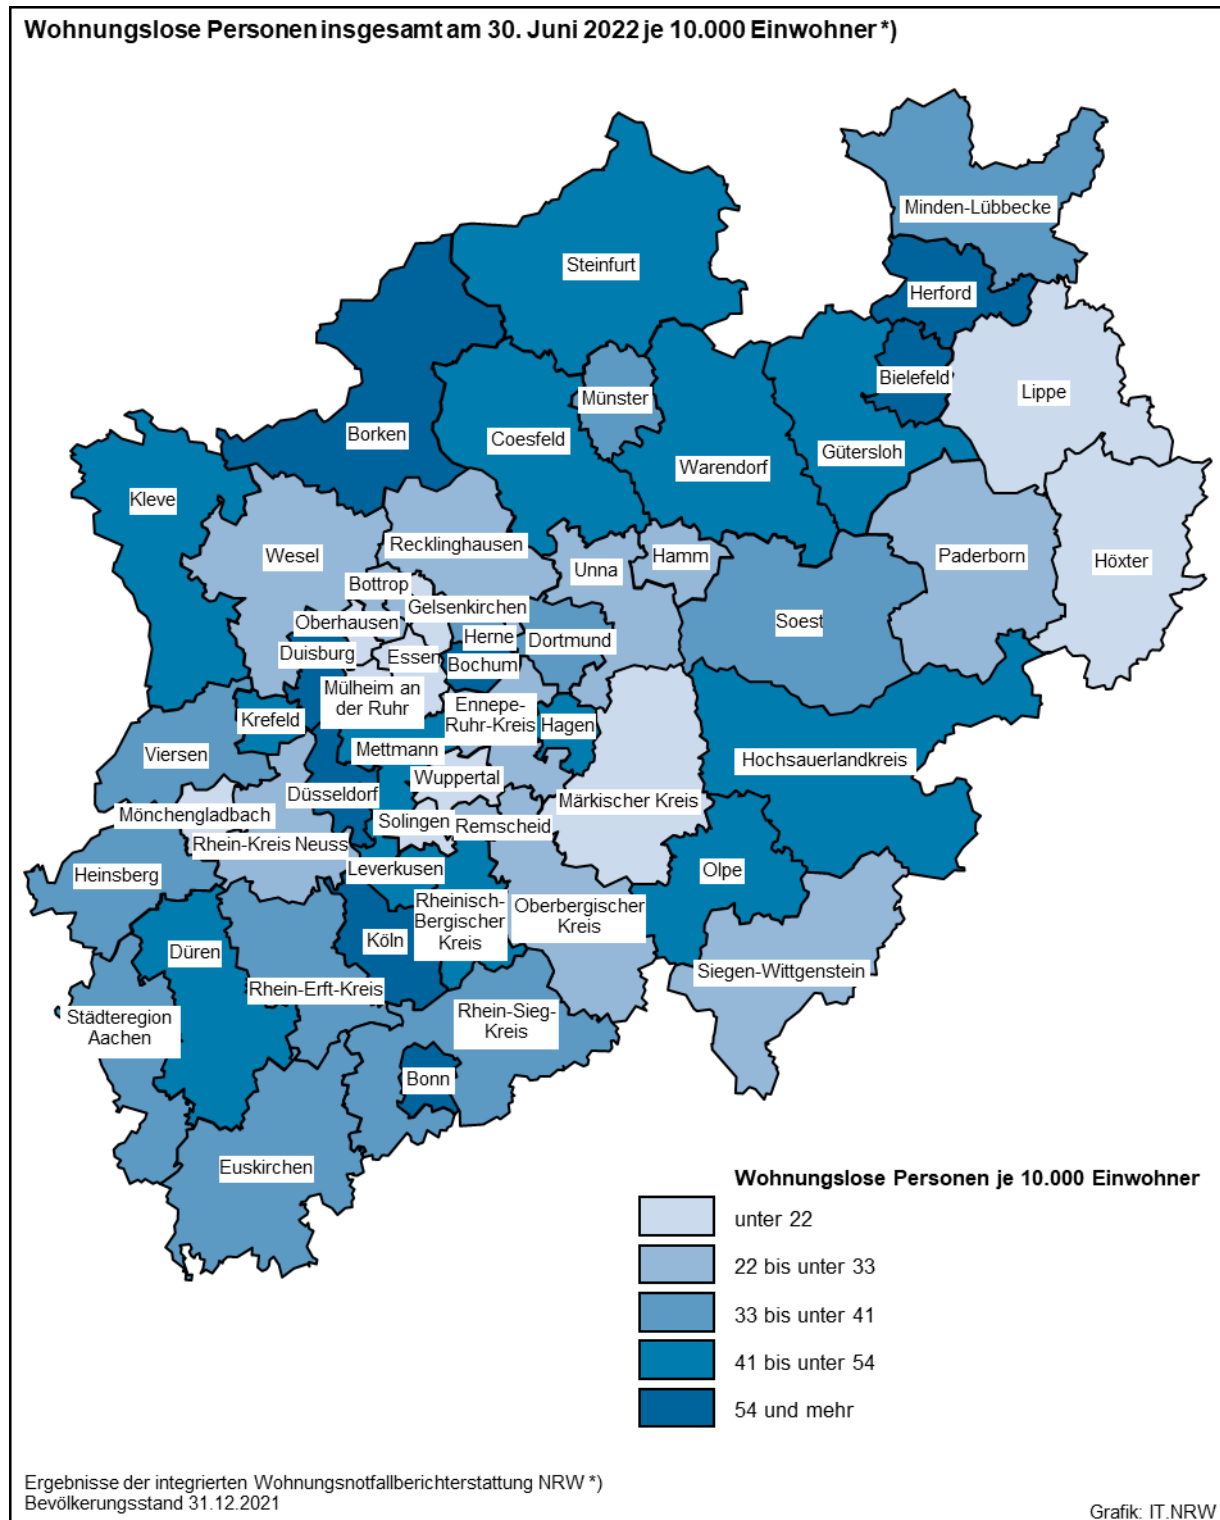 Wohnungslose Personen insgesamt am 30. Juni 2022 je 10.000 Einwohner *)
Minden-Lübbecke
Steinfurt
Herford
Bielefeld
Lippe
Münster
Borken
Coesfeld
Gütersloh
Warendorf
Kleve
Recklinghausen
Wesel
Unna
Hamm
Paderborn
Höxter
Bottrop
Gelsenkirchen
Oberhausen
Herne
Dortmund
Soest
Duisburg
Essen
Bochum
Mülheim an
der Ruhr
Ennepe-
Ruhr-Kreis
Krefeld
Hagen
Viersen
Mettmann
Hochsauerlandkreis
Wuppertal
Düsseldorf
Märkischer Kreis
Mönchengladbach
Solingen
Remscheid
Rhein-Kreis Neuss
Heinsberg
Leverkusen
Olpe
Rheinisch-
Bergischer
Kreis
Oberbergischer
Kreis
Köln
Düren
Siegen-Wittgenstein
Rhein-Erft-Kreis
Städteregion
Aachen
Rhein-Sieg-
Kreis
Bonn
Euskirchen
Wohnungslose Personen je 10.000 Einwohner
unter 22
22 bis unter 33
33 bis unter 41
41 bis unter 54
54 und mehr
Ergebnisse der integrierten Wohnungsnotfallberichterstattung NRW *)
Bevölkerungsstand 31.12.2021
Grafik: IT.NRW